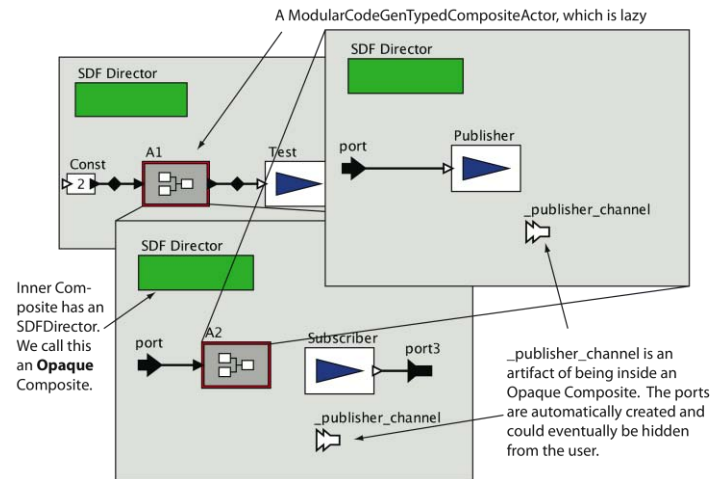 A ModularCodeGenTypedCompositeActor, which is lazy
SDF Director
A1
Const
2
Test
SDF Director
port
Publisher
_publisher_channel
SDF Director
A2
port
Subscriber
port3
_publisher_channel
Inner Com-
posite has an
SDFDirector.
We call this
an Opaque
Composite.
_publisher_channel is an
artifact of being inside an
Opaque Composite. The ports
are automatically created and
could eventually be hidden
from the user.